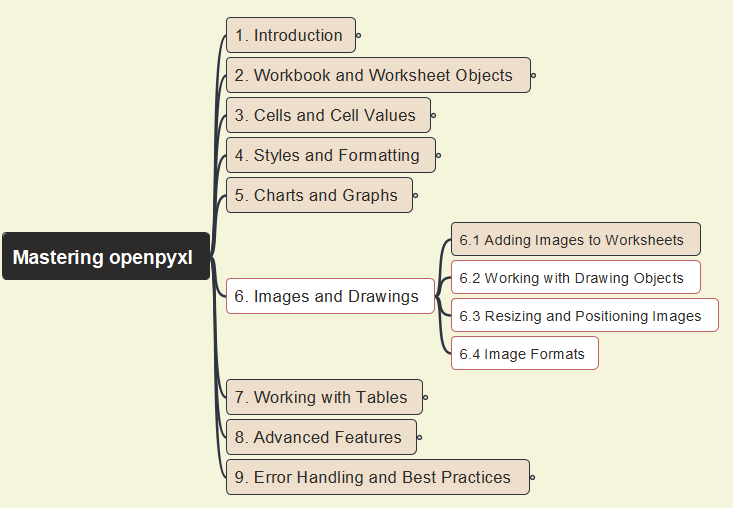 Mastering openpyxl
1. Introduction
2. Workbook and Worksheet Objects
3. Cells and Cell Values
4. Styles and Formatting
5. Charts and Graphs
6. Images and Drawings
6.1 Adding Images to Worksheets
6.2 Working with Drawing Objects
6.3 Resizing and Positioning Images
6.4 Image Formats
7. Working with Tables
8. Advanced Features
9. Error Handling and Best Practices